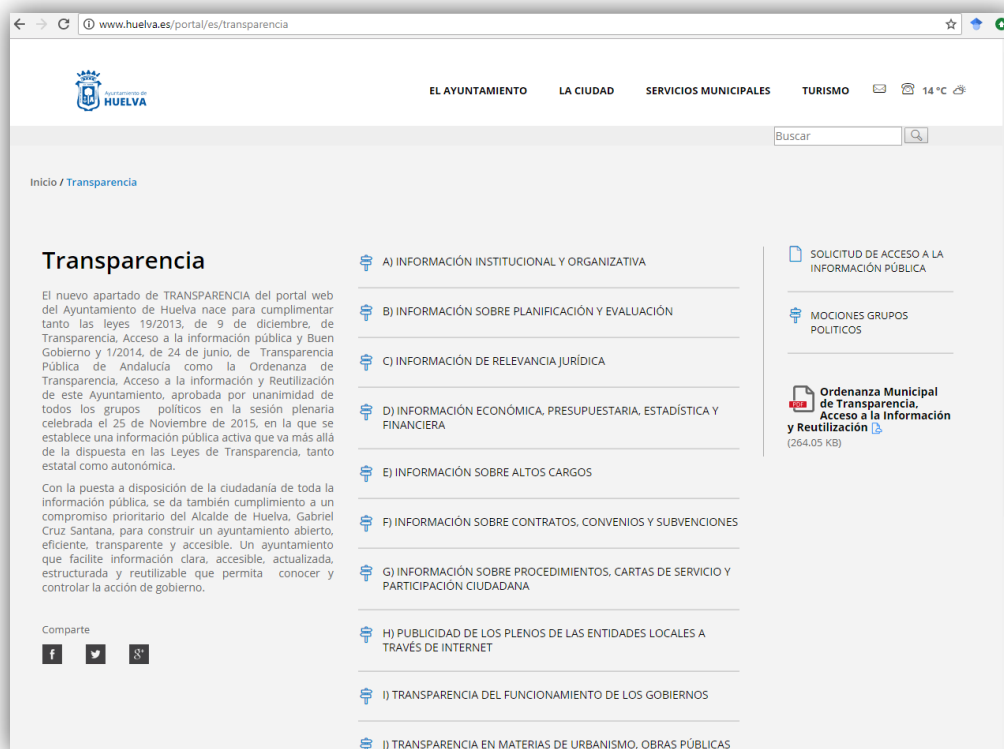 www.huelva.es/portal/es/transparencia
Ayuntamiento de
HUELVA
EL AYUNTAMIENTO
LA CIUDAD
SERVICIOS MUNICIPALES
TURISMO
14 ºC
Buscar
Inicio / Transparencia
Transparencia
El nuevo apartado de TRANSPARENCIA del portal web
del Ayuntamiento de Huelva nace para cumplimentar
tanto las leyes 19/2013, de 9 de diciembre, de
Transparencia, Acceso a la información pública y Buen
Gobierno y 1/2014, de 24 de junio, de Transparencia
Pública de Andalucía como la Ordenanza de
Transparencia, Acceso a la información y Reutilización
de este Ayuntamiento, aprobada por unanimidad de
todos los grupos políticos en la sesión plenaria
celebrada el 25 de Noviembre de 2015, en la que se
establece una información pública activa que va más allá
de la dispuesta en las Leyes de Transparencia, tanto
estatal como autonómica.
Con la puesta a disposición de la ciudadanía de toda la
información pública, se da también cumplimiento a un
compromiso prioritario del Alcalde de Huelva, Gabriel
Cruz Santana, para construir un ayuntamiento abierto,
eficiente, transparente y accesible. Un ayuntamiento
que facilite información clara, accesible, actualizada,
estructurada y reutilizable que permita conocer y
controlar la acción de gobierno.
Comparte
A) INFORMACIÓN INSTITUCIONAL Y ORGANIZATIVA
B) INFORMACIÓN SOBRE PLANIFICACIÓN Y EVALUACIÓN
C) INFORMACIÓN DE RELEVANCIA JURÍDICA
D) INFORMACIÓN ECONÓMICA, PRESUPUESTARIA, ESTADÍSTICA Y
FINANCIERA
E) INFORMACIÓN SOBRE ALTOS CARGOS
F) INFORMACIÓN SOBRE CONTRATOS, CONVENIOS Y SUBVENCIONES
G) INFORMACIÓN SOBRE PROCEDIMIENTOS, CARTAS DE SERVICIO Y
PARTICIPACIÓN CIUDADANA
H) PUBLICIDAD DE LOS PLENOS DE LAS ENTIDADES LOCALES A
TRAVÉS DE INTERNET
I) TRANSPARENCIA DEL FUNCIONAMIENTO DE LOS GOBIERNOS
J) TRANSPARENCIA EN MATERIAS DE URBANISMO, OBRAS PÚBLICAS
SOLICITUD DE ACCESO A LA
INFORMACIÓN PÚBLICA
MOCIONES GRUPOS
POLITICOS
PDF
Ordenanza Municipal
de Transparencia,
Acceso a la Información
y Reutilización
(264.05 KB)